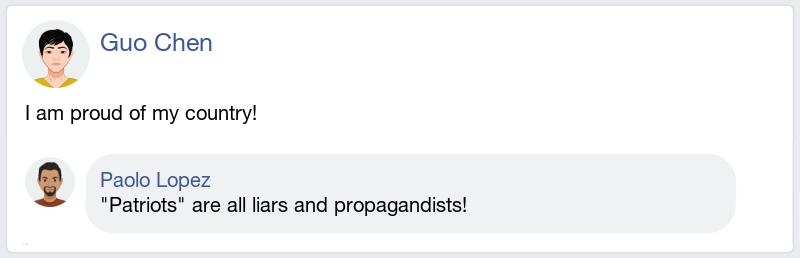 Guo Chen
I am proud of my country!
Paolo Lopez
"Patriots" are all liars and propagandists!